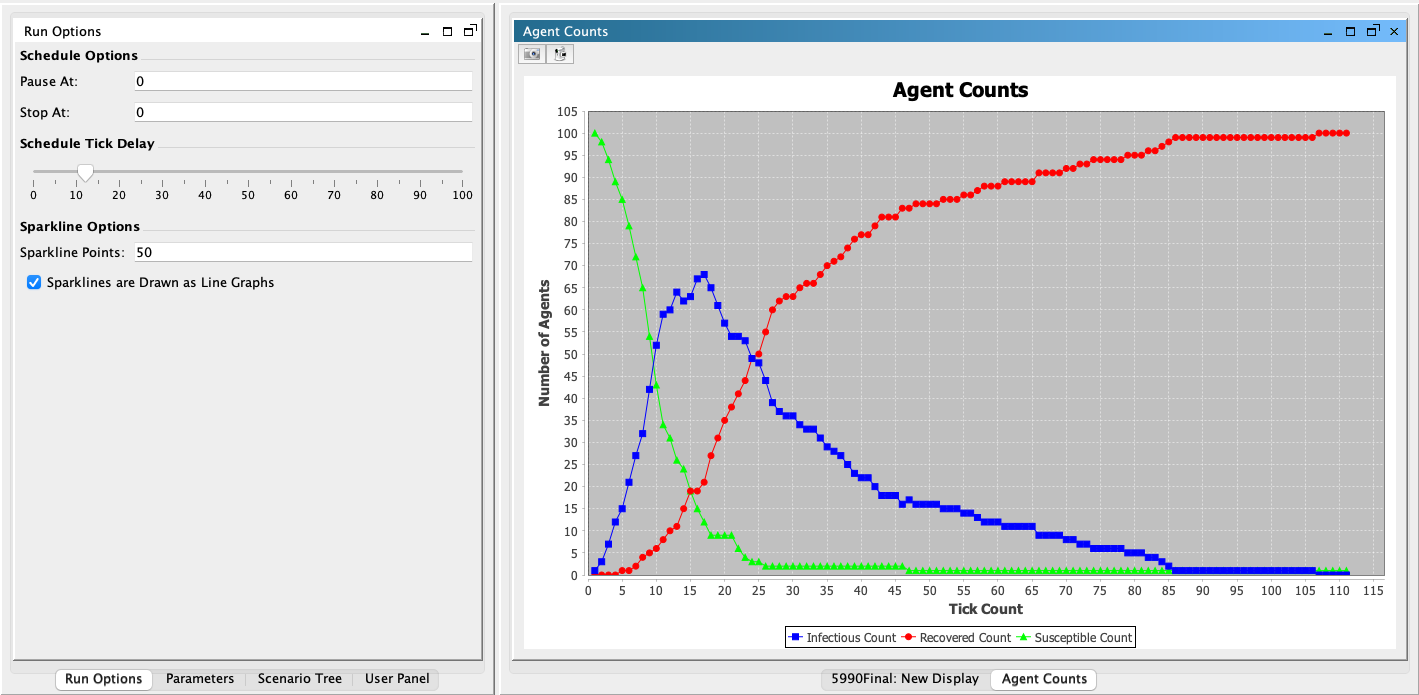 Run Options
Schedule Options
Pause At: 0
Stop At: 0
Schedule Tick Delay
0 10 20 30 40 50 60 70 80 90 100
Sparkline Options
Sparkline Points: 50
Sparklines are Drawn as Line Graphs
Run Options Parameters Scenario Tree User Panel
Agent Counts
Agent Counts
Number of Agents
105
100
95
90
85
80
75
70
65
60
55
50
45
40
35
30
25
20
15
10
5
0
0 5 10 15 20 25 30 35 40 45 50 55 60 65 70 75 80 85 90 95 100 105 110 115
Tick Count
Infectious Count Recovered Count Susceptible Count
5990Final: New Display Agent Counts